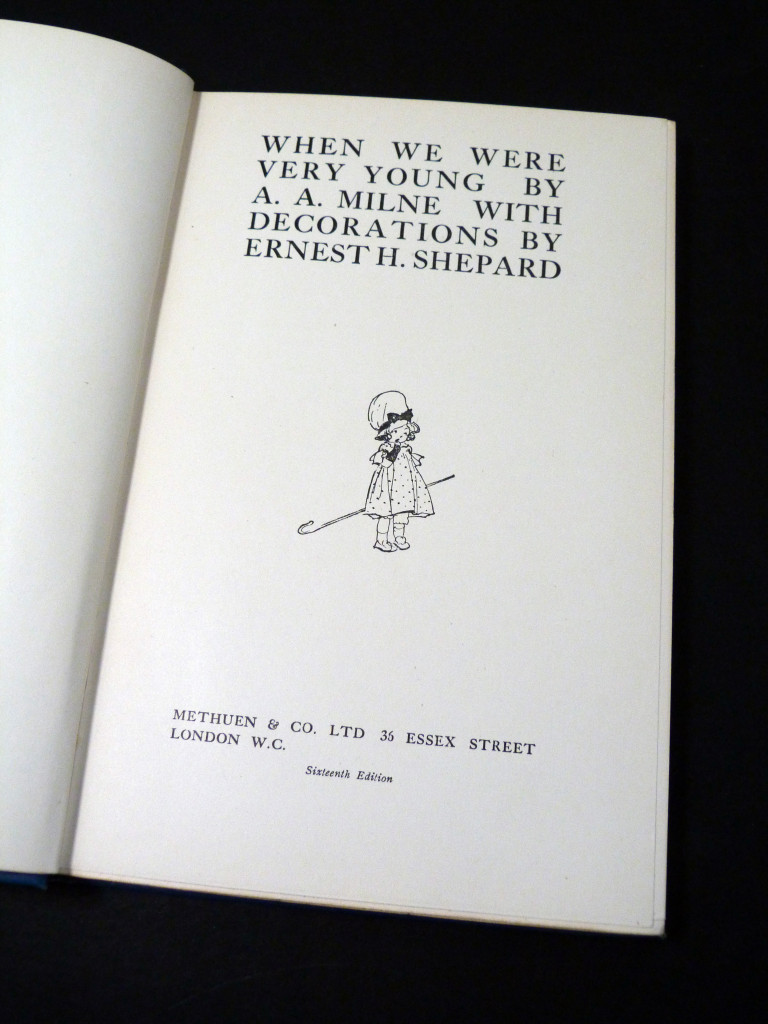 WHEN WE WERE
VERY YOUNG BY
A. A. MILNE WITH
DECORATIONS BY
ERNEST H. SHEPARD
METHUEN & CO. LTD 36 ESSEX STREET
LONDON W.C.
Sixteenth Edition